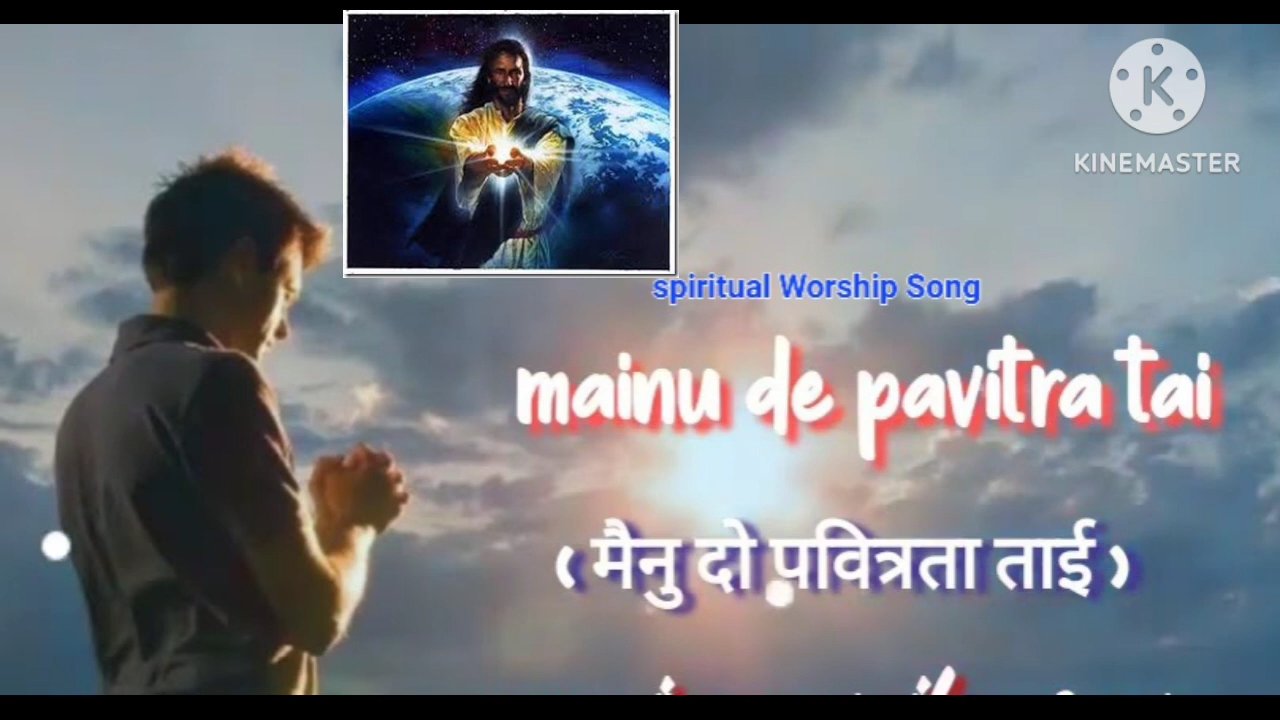 KINEMASTER
spiritual Worship Song
mainu de pavitra tai
( मैनु दो पवित्रता ताई )